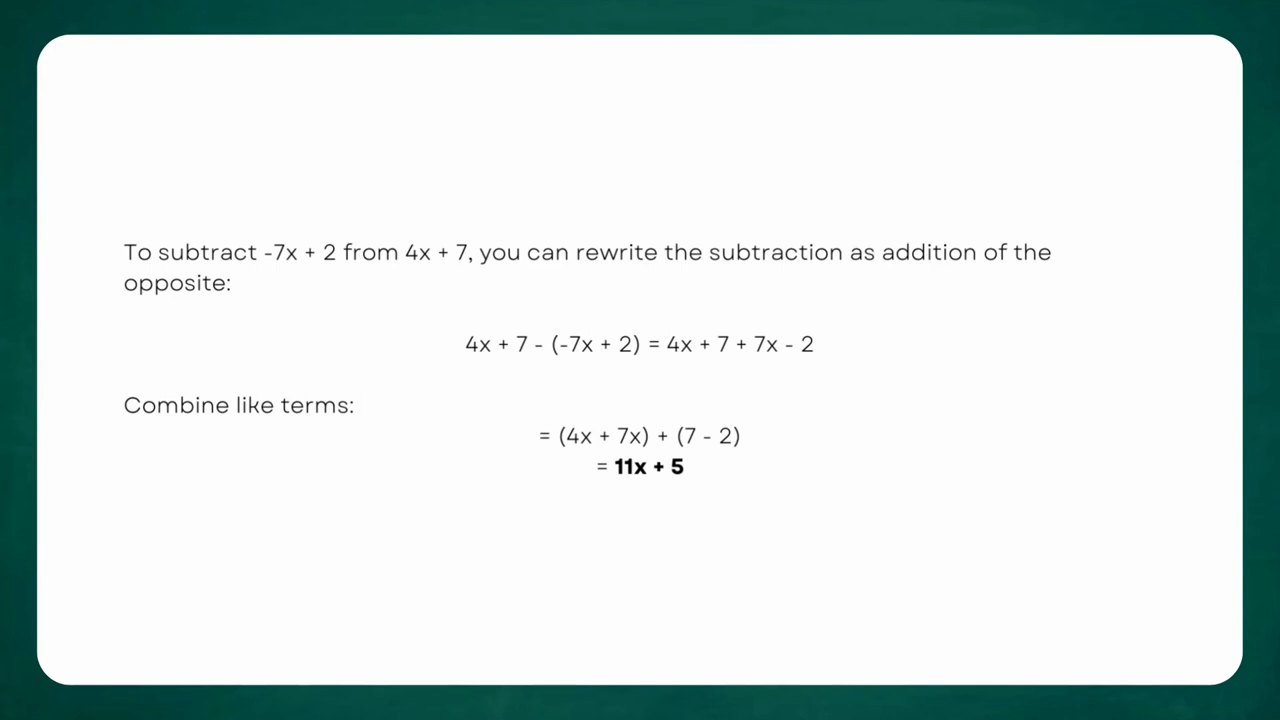 To subtract -7x + 2 from 4x + 7, you can rewrite the subtraction as addition of the
opposite:
4x + 7 - (-7x + 2) = 4x + 7 + 7x - 2
Combine like terms:
= (4x + 7x) + (7 - 2)
= 11x + 5